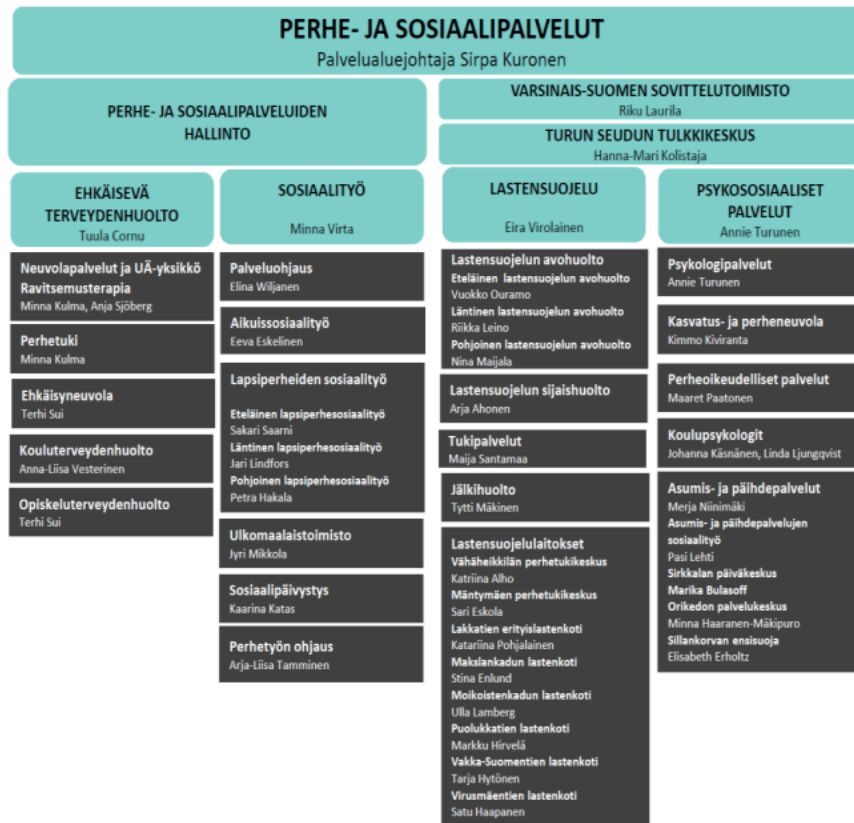 PERHE- JA SOSIAALIPALVELUT
Palvelualuejohtaja Sirpa Kuronen
PERHE- JA SOSIAALIPALVELUIDEN
HALLINTO
VARSINAIS-SUOMEN SOVITTELUTOIMISTO
Riku Laurila
TURUN SEUDUN TULKKIKESKUS
Hanna-Mari Kolistaja
EHKÄISEVÄ
TERVEYDENHUOLTO
Tuula Cornu
Neuvolapalvelut ja UÄ-yksikkö
Ravitsemusterapia
Minna Kulma, Anja Sjöberg
Perhetuki
Minna Kulma
Ehkäisyneuvola
Terhi Sui
Kouluterveydenhuolto
Anna-Liisa Vesterinen
Opiskeluterveydenhuolto
Terhi Sui
SOSIAALITYÖ
Minna Virta
Palveluohjaus
Elina Wiljanen
Aikuissosiaalityö
Eeva Eskelinen
Lapsiperheiden sosiaalityö
Eteläinen lapsiperhesosiaalityö
Sakari Saarni
Läntinen lapsiperhesosiaalityö
Jari Lindfors
Pohjoinen lapsiperhesosiaalityö
Petra Hakala
Ulkomaalaistoimisto
Jyri Mikkola
Sosiaalipäivystys
Kaarina Katas
Perhetyön ohjaus
Arja-Liisa Tamminen
LASTENSUOJELU
Eira Virolainen
Lastensuojelun avohuolto
Eteläinen lastensuojelun avohuolto
Vuokko Ouramo
Läntinen lastensuojelun avohuolto
Riikka Leino
Pohjoinen lastensuojelun avohuolto
Nina Maijala
Lastensuojelun sijaishuolto
Arja Ahonen
Tukipalvelut
Maija Santamaa
Jälkihuolto
Tytti Mäkinen
Lastensuojelulaitokset
Vähäheikkilän perhetukikeskus
Katriina Alho
Mäntymäen perhetukikeskus
Sari Eskola
Lakkatien erityislastenkoti
Katariina Pohjalainen
Makslankadun lastenkoti
Stina Enlund
Moikoistenkadun lastenkoti
Ulla Lamberg
Puolukkatien lastenkoti
Markku Hirvelä
Vakka-Suomentien lastenkoti
Tarja Hytönen
Virusmäentien lastenkoti
Satu Haapanen
PSYKOSOSIAALISET
PALVELUT
Annie Turunen
Psykologipalvelut
Annie Turunen
Kasvatus- ja perheneuvola
Kimmo Kiviranta
Perheoikeudelliset palvelut
Maaret Paatonen
Koulupsykologit
Johanna Käsnänen, Linda Ljungqvist
Asumis- ja päihdepalvelut
Merja Niinimäki
Asumis- ja päihdepalvelujen
sosiaalityö
Pasi Lehti
Sirkkalan päiväkeskus
Marika Bulasoff
Orikedon palvelukeskus
Minna Haaranen-Mäkipuro
Sillankorvan ensisuoja
Elisabeth Erholtz